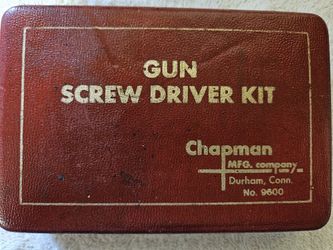 GUN
SCREW DRIVER KIT
Chapman
MFG. company
Durham, Conn.
No. 9600